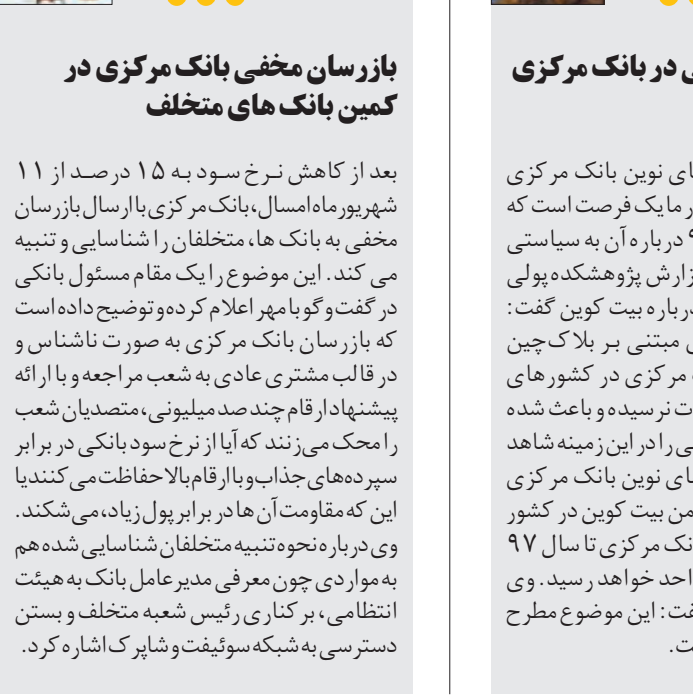 ی در بانک مرکزی
ای نوین بانک مرکزی
ر ما یک فرصت است که
درباره آن به سیاستی
زارش پژوهشکده پولی
درباره بیت کوین گفت:
مبتنی بر بلاک‌چین
مرکزی در کشورهای
ت نرسیده و باعث شده
ی را در این زمینه شاهد
ای نوین بانک مرکزی
من بیت کوین در کشور
نک مرکزی تا سال ۹۷
احد خواهد رسید. وی
فت: این موضوع مطرح
ت.
بازرسان مخفی بانک مرکزی در
کمین بانک های متخلف
بعد از کاهش نرخ سود به ۱۵ درصد از ۱۱
شهریورماه امسال، بانک مرکزی با ارسال بازرسان
مخفی به بانک ها، متخلفان را شناسایی و تنبیه
می کند. این موضوع را یک مقام مسئول بانکی
در گفت‌وگو با مهر اعلام کرده و توضیح داده است
که بازرسان بانک مرکزی به صورت ناشناس و
در قالب مشتری عادی به شعب مراجعه و با ارائه
پیشنهاد ارقام چند صد میلیونی، متصدیان شعب
را محک می‌زنند که آیا از نرخ سود بانکی در برابر
سپرده‌های جذاب و با ارقام بالا حفاظت می کنند یا
این که مقاومت آن ها در برابر پول زیاد، می‌شکند.
وی درباره نحوه تنبیه متخلفان شناسایی شده هم
به مواردی چون معرفی مدیرعامل بانک به هیئت
انتظامی، برکناری رئیس شعبه متخلف و بستن
دسترسی به شبکه سوئیفت و شاپرک اشاره کرد.